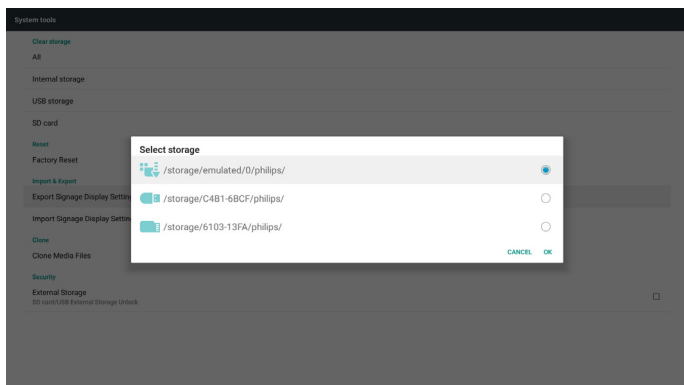 System tools
Clear storage
All
Internal storage
USB storage
SD card
Reset
Factory Reset
Import & Export
Export Signage Display Settin
Import Signage Display Settin
Clone
Clone Media Files
Security
External Storage
SD card/USB External Storage Unlock
Select storage
/storage/emulated/0/philips/
/storage/C4B1-6BCF/philips/
/storage/6103-13FA/philips/
CANCEL OK